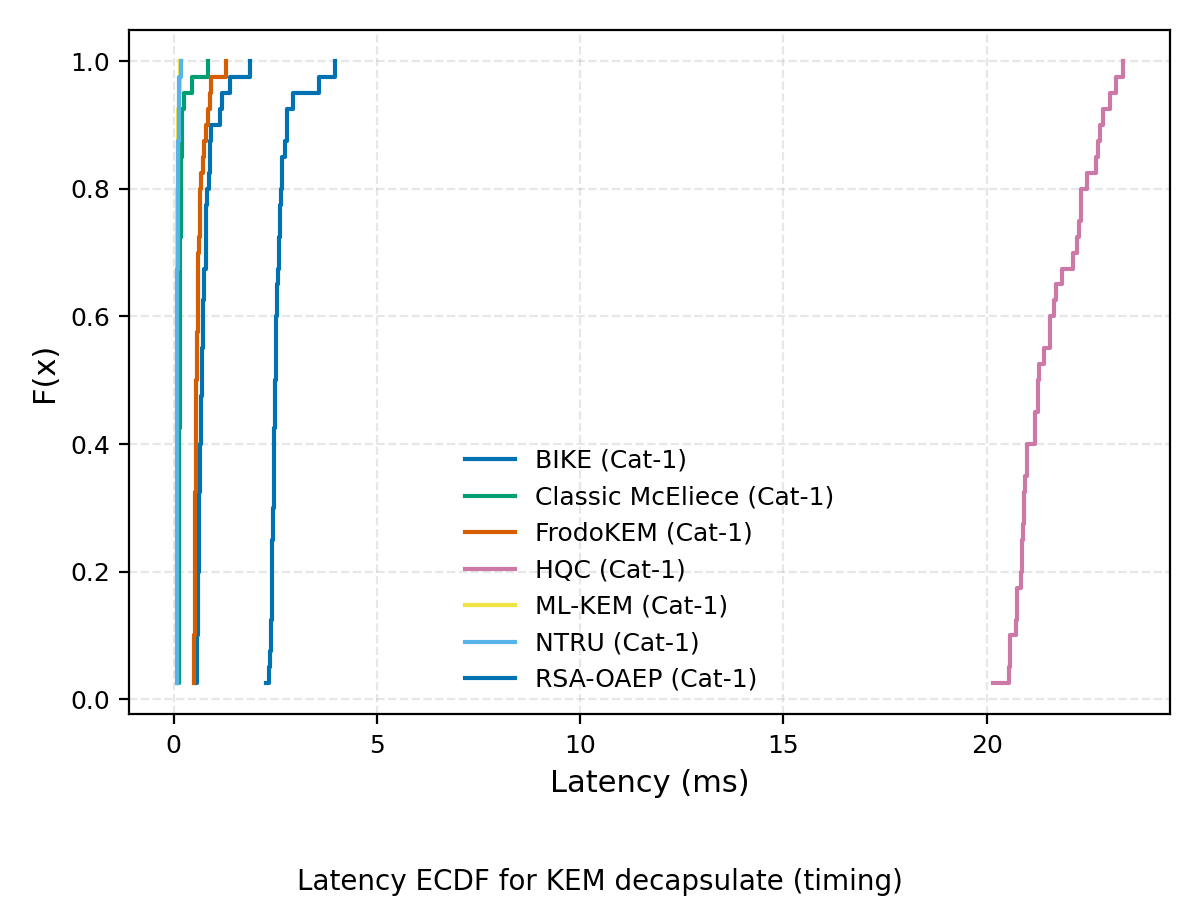 1.0
0.8
0.6
0.4
0.2
0.0
F(x)
BIKE (Cat-1)
Classic McEliece (Cat-1)
FrodoKEM (Cat-1)
HQC (Cat-1)
ML-KEM (Cat-1)
NTRU (Cat-1)
RSA-OAEP (Cat-1)
0 5 10 15 20
Latency (ms)
Latency ECDF for KEM decapsulate (timing)